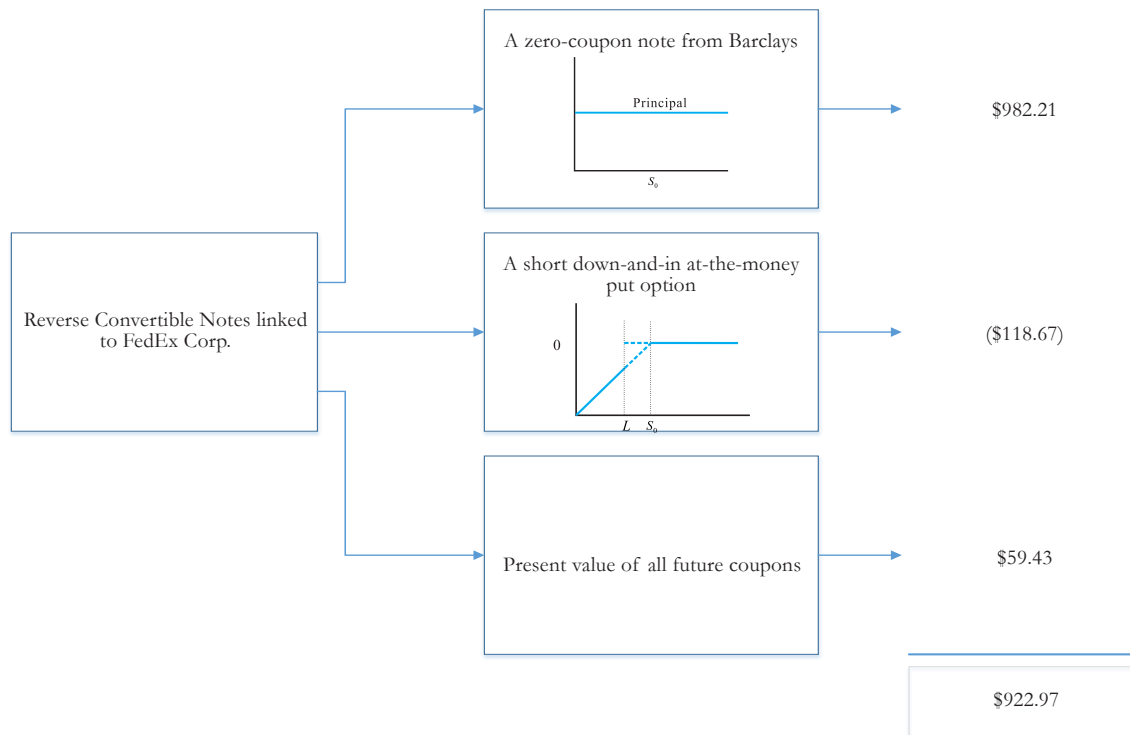 A zero-coupon note from Barclays
Principal
S₀
$982.21
Reverse Convertible Notes linked
to FedEx Corp.
A short down-and-in at-the-money
put option
0
L S₀
($118.67)
Present value of all future coupons
$59.43
$922.97